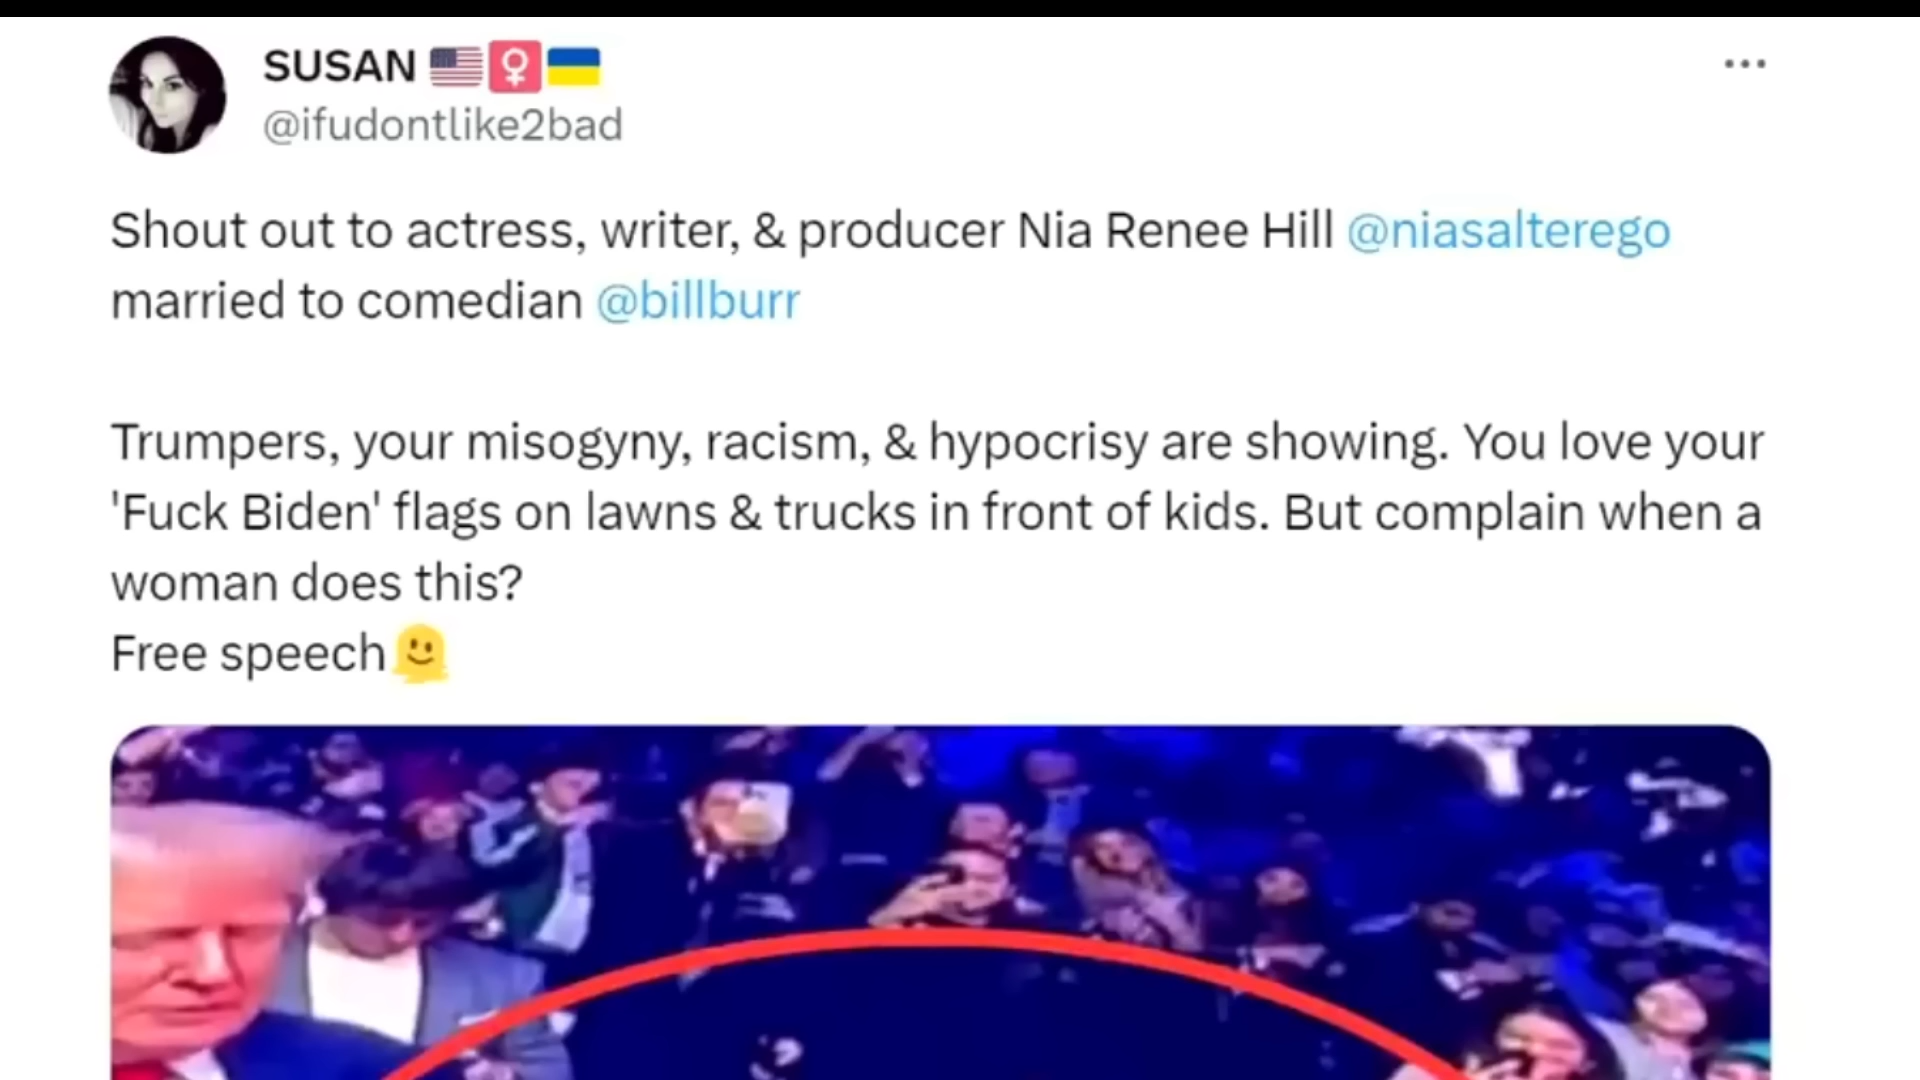 SUSAN 🇺🇸🚺🇺🇦
@ifudontlike2bad
Shout out to actress, writer, & producer Nia Renee Hill @niasalterego
married to comedian @billburr
Trumpers, your misogyny, racism, & hypocrisy are showing. You love your
'Fuck Biden' flags on lawns & trucks in front of kids. But complain when a
woman does this?
Free speech🫠